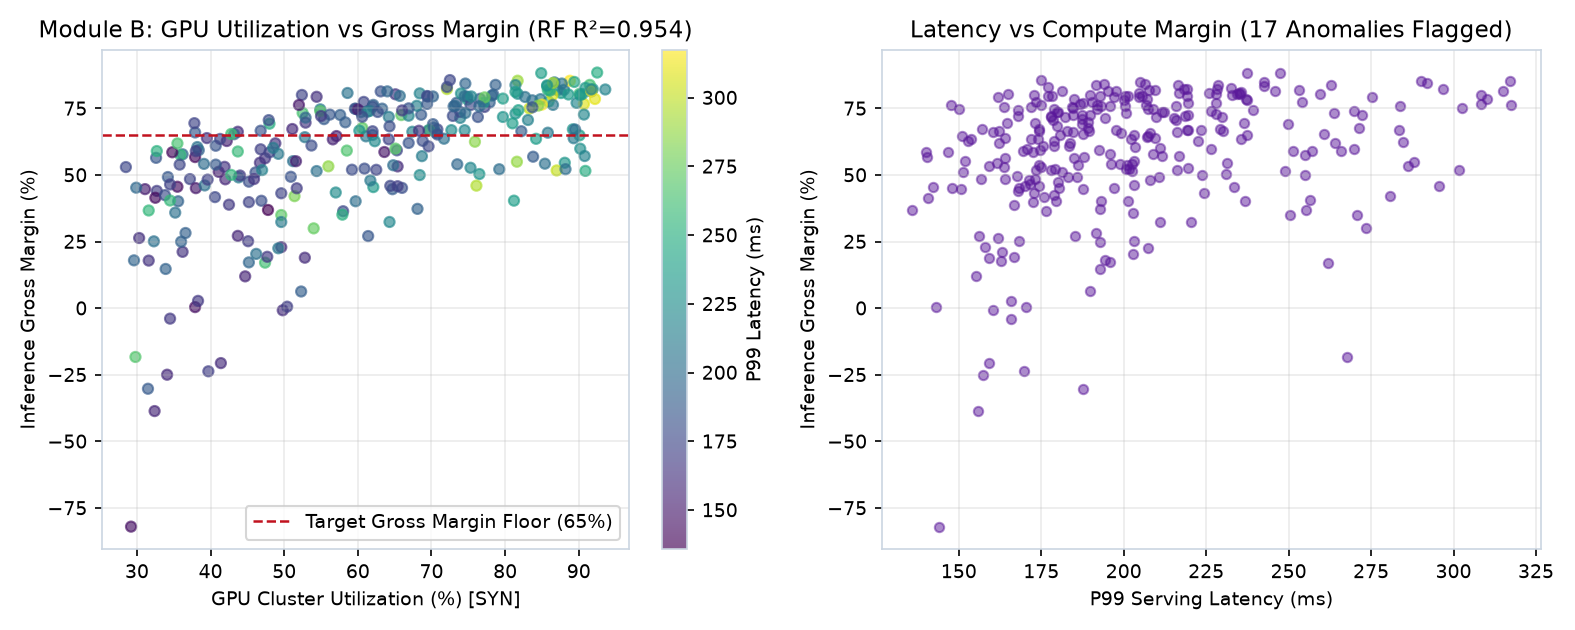 Module B: GPU Utilization vs Gross Margin (RF R²=0.954)
Inference Gross Margin (%)
75
50
25
0
−25
−50
−75
Target Gross Margin Floor (65%)
30 40 50 60 70 80 90
GPU Cluster Utilization (%) [SYN]
300
275
250
225
200
175
150
P99 Latency (ms)
Latency vs Compute Margin (17 Anomalies Flagged)
Inference Gross Margin (%)
75
50
25
0
−25
−50
−75
150 175 200 225 250 275 300 325
P99 Serving Latency (ms)